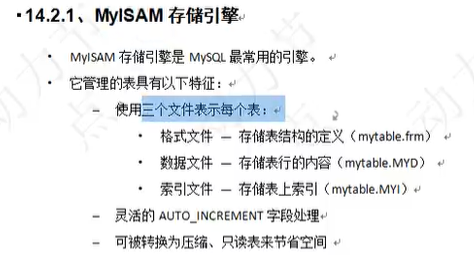 14.2.1、MyISAM 存储引擎
• MyISAM 存储引擎是 MySQL 最常用的引擎。
• 它管理的表具有以下特征：
– 使用三个文件表示每个表：
• 格式文件 — 存储表结构的定义（mytable.frm）
• 数据文件 — 存储表行的内容（mytable.MYD）
• 索引文件 — 存储表上索引（mytable.MYI）
– 灵活的 AUTO_INCREMENT 字段处理
– 可被转换为压缩、只读表来节省空间